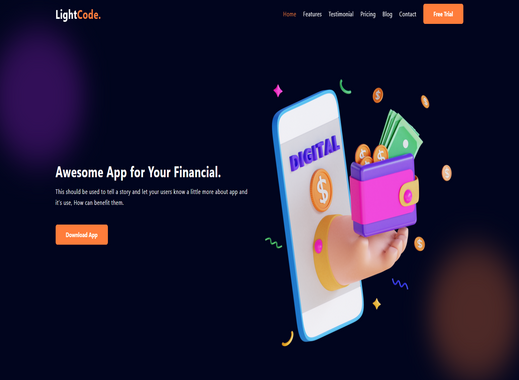 LightCode.
Home Features Testimonial Pricing Blog Contact Free Trial
DIGITAL
Awesome App for Your Financial.
This should be used to tell a story and let your users know a little more about app and
it's use, How can benefit them.
Download App